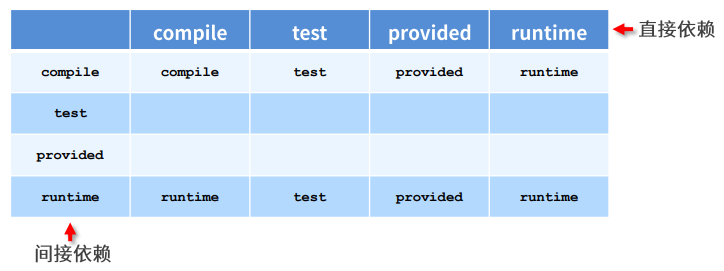 compile test provided runtime 直接依赖
compile compile test provided runtime
test
provided
runtime runtime test provided runtime
间接依赖